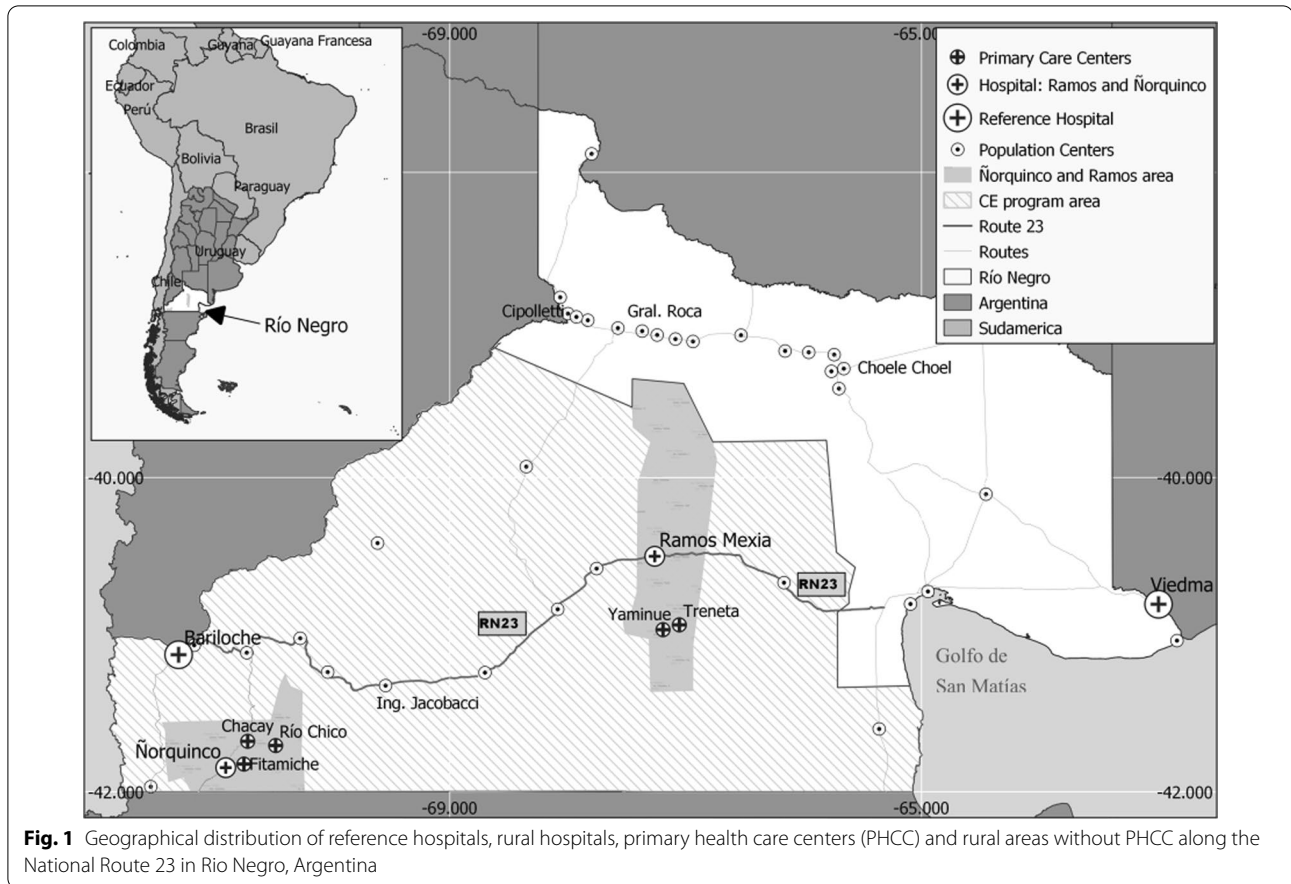 -69.000
-65.000
Colombia
Guyana
Guayana Francesa
Ecuador
Perú
Brasil
Bolivia
Paraguay
Uruguay
Chile
Río Negro
Primary Care Centers
Hospital: Ramos and Ñorquinco
Reference Hospital
Population Centers
Ñorquinco and Ramos area
CE program area
Route 23
Routes
Río Negro
Argentina
Sudamerica
Cipolletti
Gral. Roca
Choele Choel
-40.000
-40.000
Ramos Mexia
RN23
Viedma
Yaminue
Treneta
RN23
Bariloche
Golfo de
San Matías
Ing. Jacobacci
Chacay
Río Chico
Ñorquinco
Fitamiche
-42.000
-42.000
-69.000
-65.000
Fig. 1 Geographical distribution of reference hospitals, rural hospitals, primary health care centers (PHCC) and rural areas without PHCC along the
National Route 23 in Rio Negro, Argentina